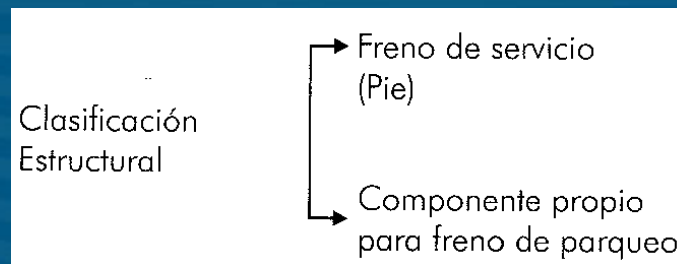 Freno de servicio
(Pie)
Clasificación
Estructural
Componente propio
para freno de parqueo